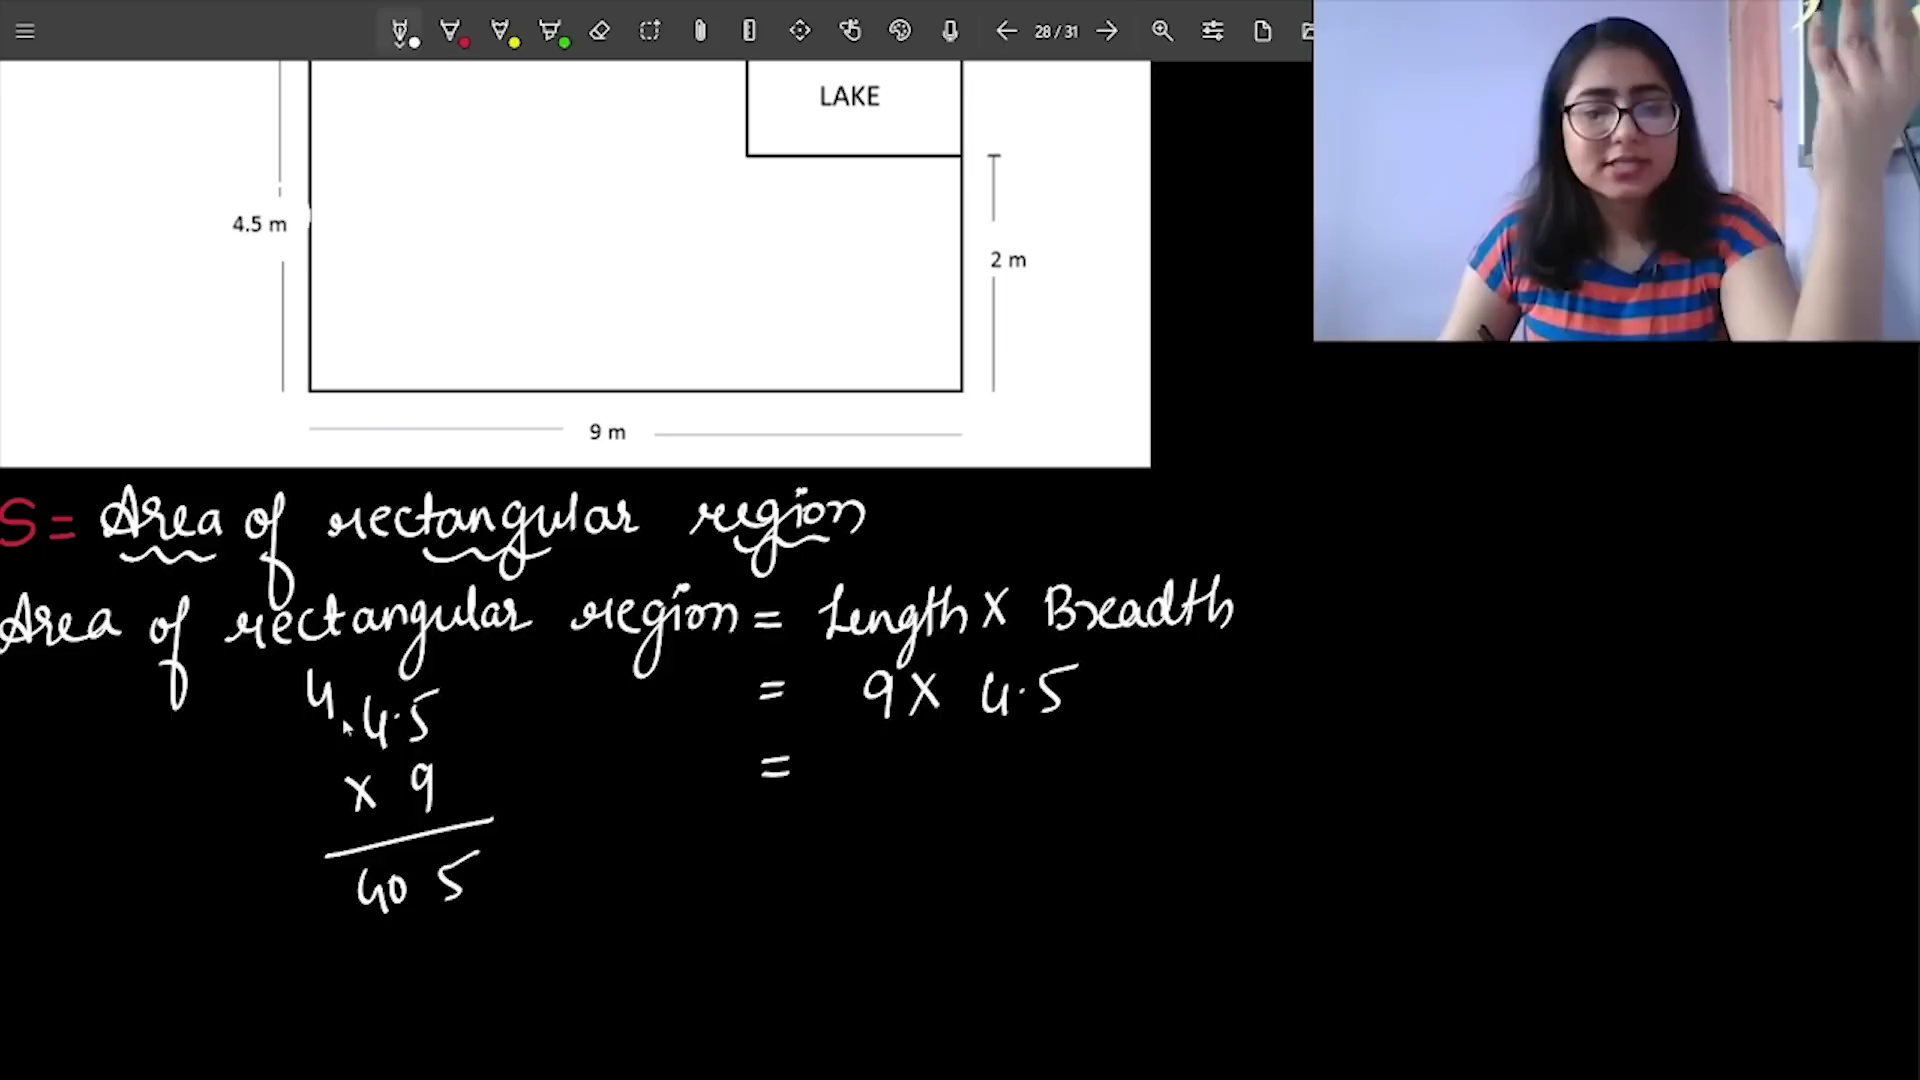 28 / 31
LAKE
4.5 m
2 m
9 m
S = Area of rectangular region
Area of rectangular region = Length X Breadth
= 9 X 4.5
4
4.5
X 9
40 5
=